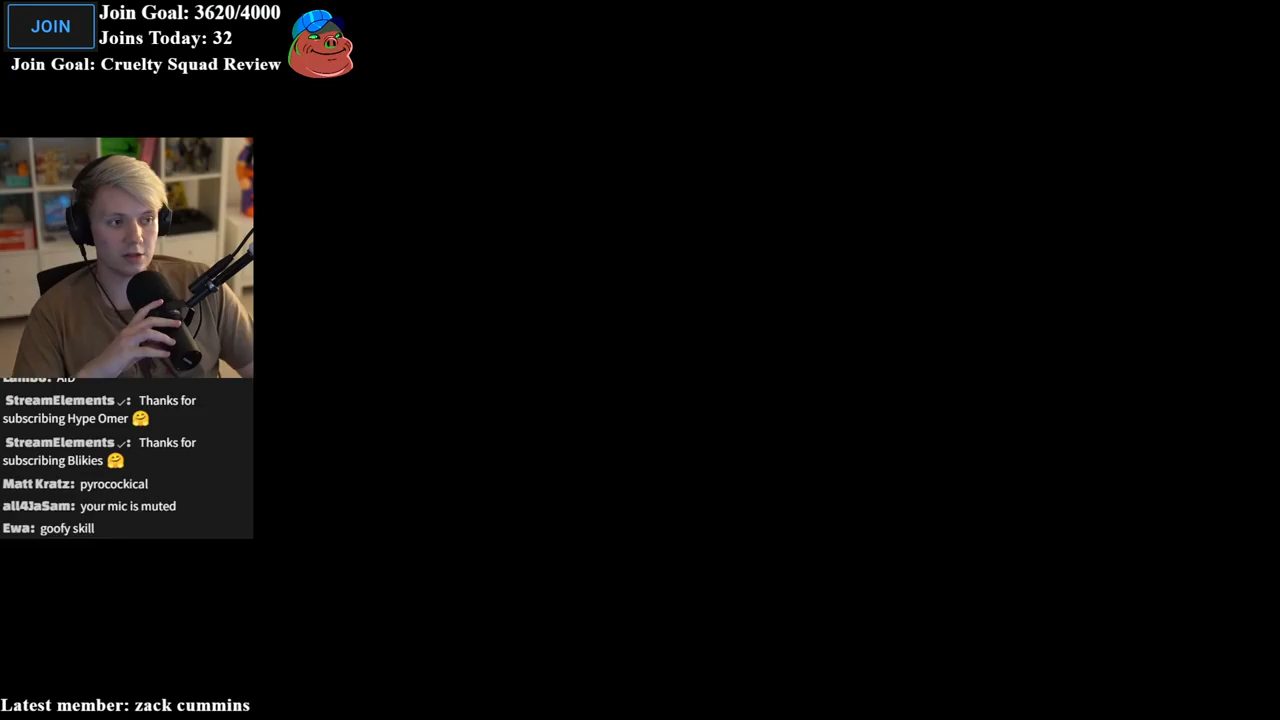 JOIN
Join Goal: 3620/4000
Joins Today: 32
Join Goal: Cruelty Squad Review
StreamElements: Thanks for
subscribing Hype Omer 🤗
StreamElements: Thanks for
subscribing Blikies 🤗
Matt Kratz: pyrocockical
all4JaSam: your mic is muted
Ewa: goofy skill
Latest member: zack cummins